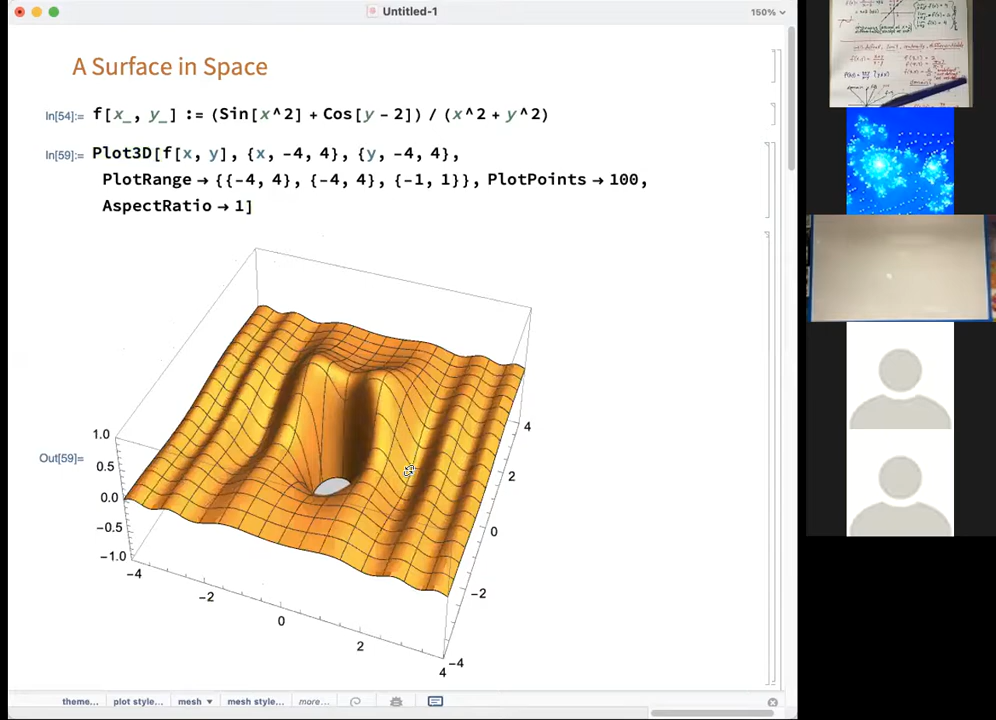 Untitled-1
150%
A Surface in Space
In[54]:= f[x_, y_] := (Sin[x^2] + Cos[y - 2]) / (x^2 + y^2)
In[59]:= Plot3D[f[x, y], {x, -4, 4}, {y, -4, 4},
PlotRange → {{-4, 4}, {-4, 4}, {-1, 1}}, PlotPoints → 100,
AspectRatio → 1]
Out[59]=
1.0
0.5
0.0
-0.5
-1.0
-4
-2
0
2
4
-4
-2
0
2
4
theme... plot style... mesh ▼ mesh style... more...